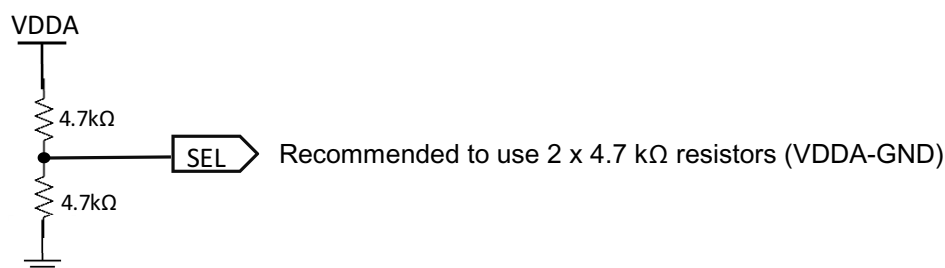 VDDA
4.7kΩ
SEL Recommended to use 2 x 4.7 kΩ resistors (VDDA-GND)
4.7kΩ